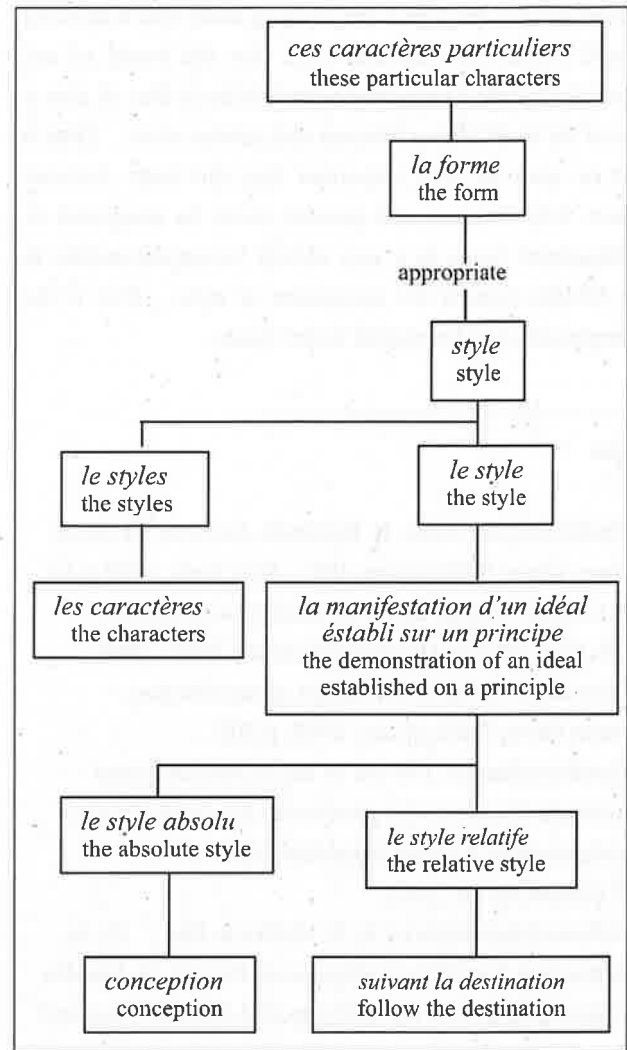 ces caractères particuliers
these particular characters
la forme
the form
appropriate
style
style
le styles
the styles
le style
the style
les caractères
the characters
la manifestation d'un idéal
éstabli sur un principe
the demonstration of an ideal
established on a principle
le style absolu
the absolute style
le style relatife
the relative style
conception
conception
suivant la destination
follow the destination